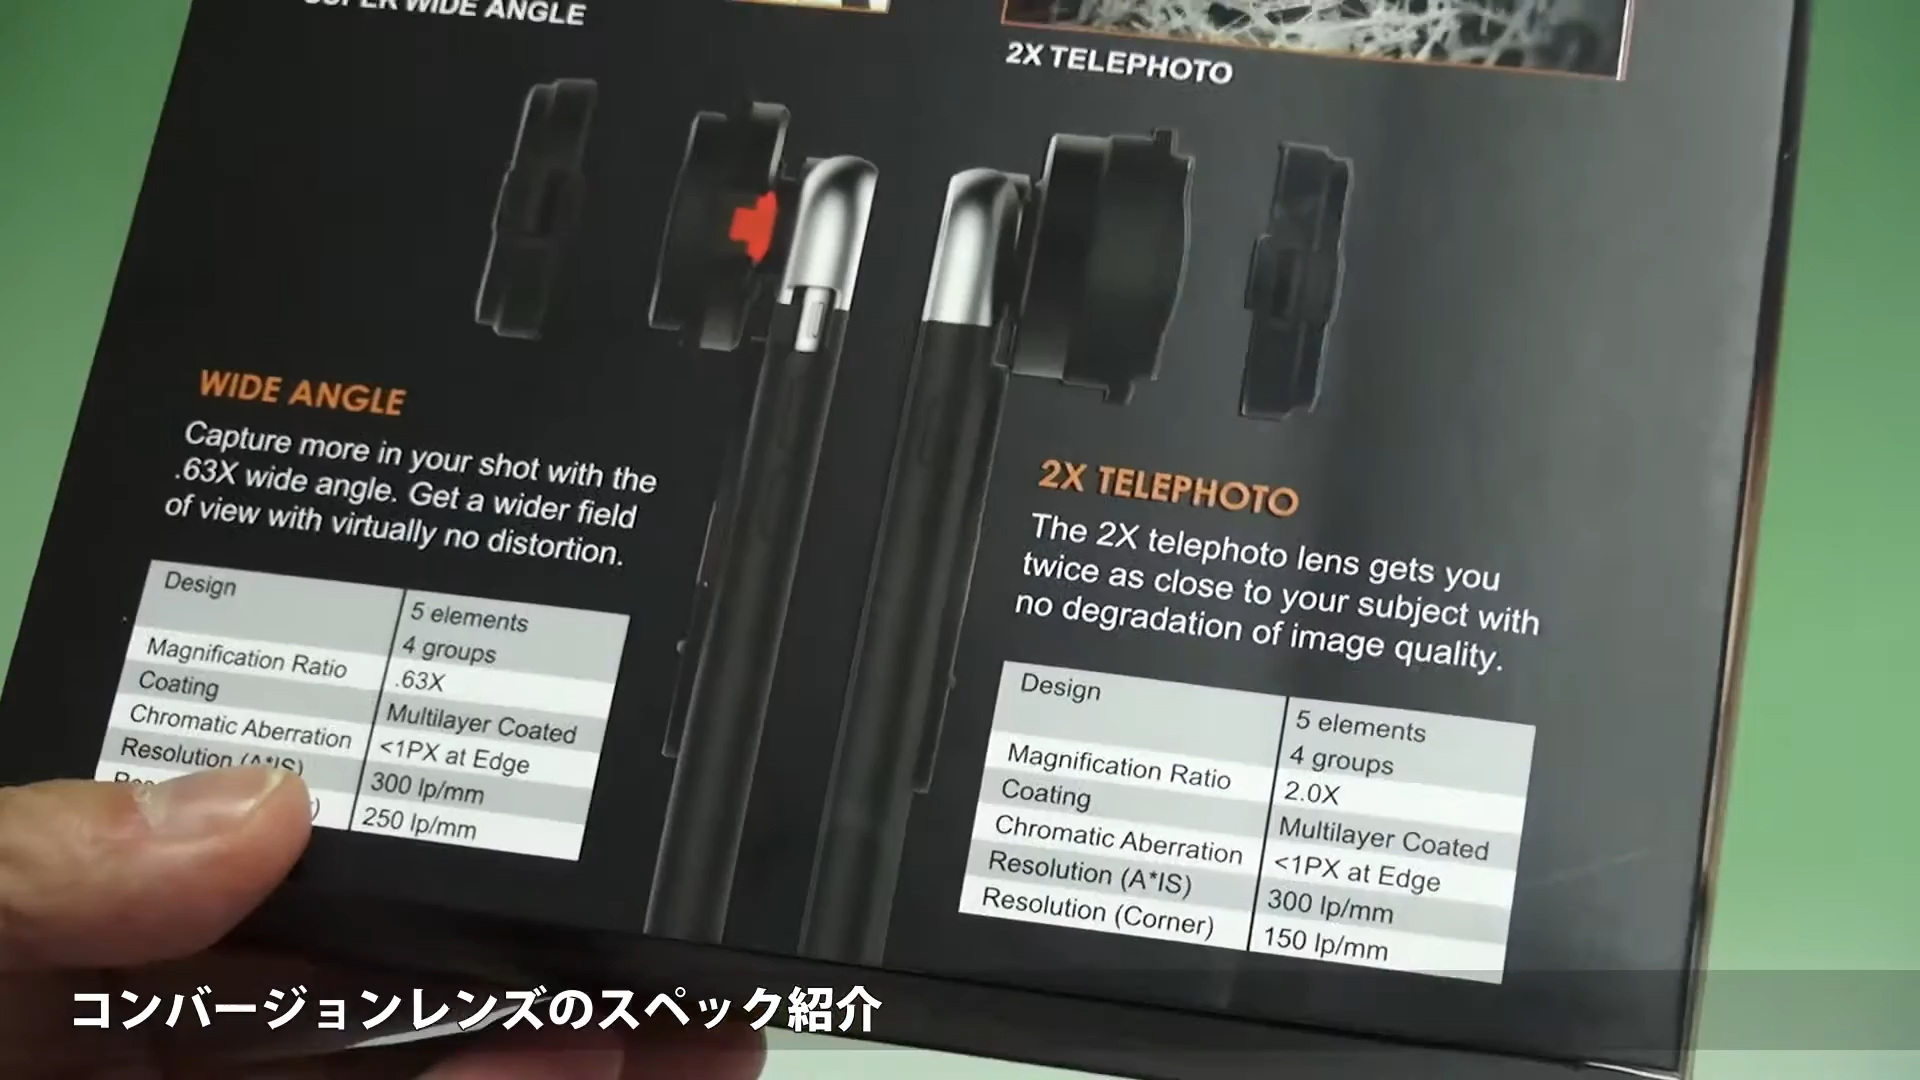 WIDE ANGLE
2X TELEPHOTO
WIDE ANGLE
Capture more in your shot with the
.63X wide angle. Get a wider field
of view with virtually no distortion.
Design
5 elements
4 groups
Magnification Ratio .63X
Coating Multilayer Coated
Chromatic Aberration <1PX at Edge
Resolution (A*IS) 300 lp/mm
250 lp/mm
2X TELEPHOTO
The 2X telephoto lens gets you
twice as close to your subject with
no degradation of image quality.
Design
5 elements
4 groups
Magnification Ratio 2.0X
Coating Multilayer Coated
Chromatic Aberration <1PX at Edge
Resolution (A*IS) 300 lp/mm
Resolution (Corner) 150 lp/mm
コンバージョンレンズのスペック紹介